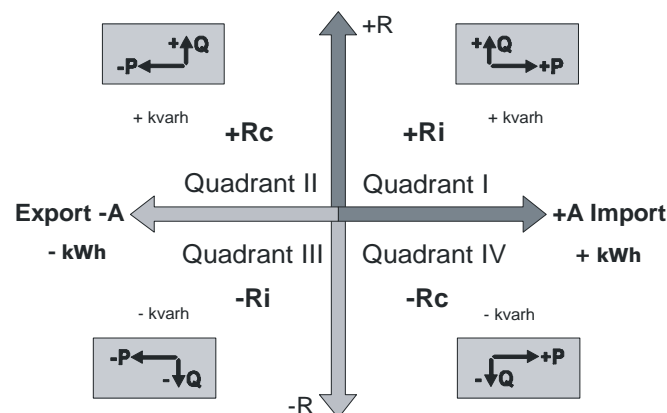 +R
+Q
-P
+Q
+P
+ kvarh
+ kvarh
+Rc
+Ri
Quadrant II
Quadrant I
Export -A
+A Import
- kWh
+ kWh
Quadrant III
Quadrant IV
-Ri
-Rc
- kvarh
- kvarh
-P
-Q
+P
-Q
-R